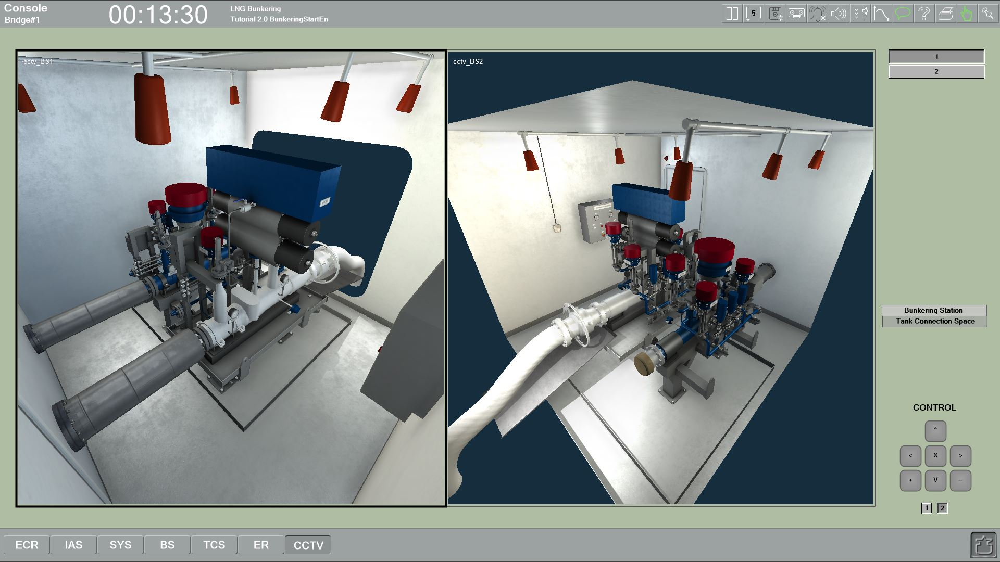 Console
Bridge#1
00:13:30
LNG Bunkering
Tutorial 2.0 BunkeringStartEn
5
cctv_BS1
cctv_BS2
1
2
Bunkering Station
Tank Connection Space
CONTROL
^
< X >
+ V --
1 2
ECR IAS SYS BS TCS ER CCTV